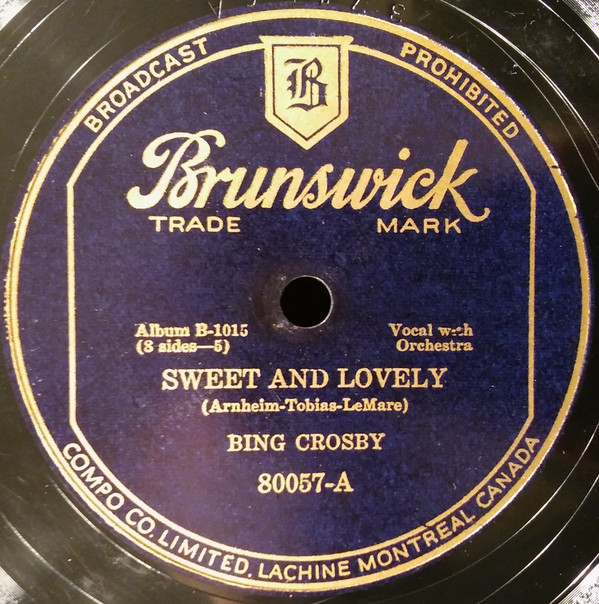 BROADCAST PROHIBITED
B
Brunswick
TRADE MARK
Album B-1015
(8 sides—5)
Vocal with
Orchestra
SWEET AND LOVELY
(Arnheim-Tobias-LeMare)
BING CROSBY
80057-A
COMPO CO. LIMITED, LACHINE MONTREAL CANADA